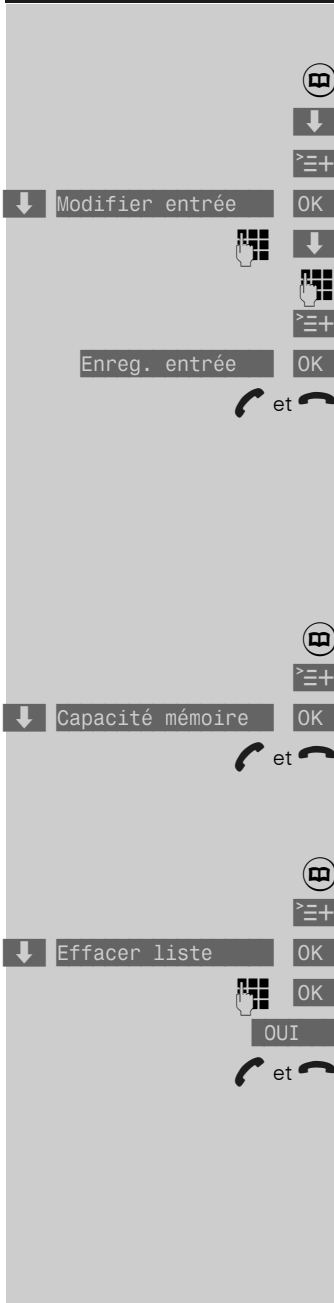 >≡+
Modifier entrée OK
>≡+
Enreg. entrée OK
et
>≡+
Capacité mémoire OK
et
>≡+
Effacer liste OK
OK
OUI
et